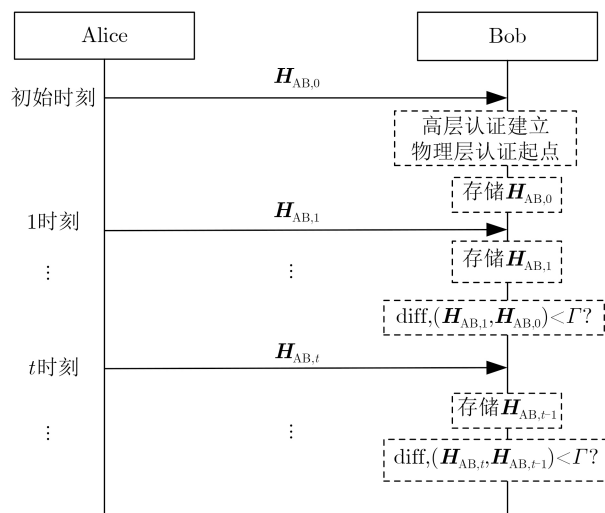 Alice
Bob
H_AB,0
初始时刻
高层认证建立
物理层认证起点
存储H_AB,0
1时刻
H_AB,1
存储H_AB,1
⋮
⋮
diff,(H_AB,1,H_AB,0)<Γ?
t时刻
H_AB,t
存储H_AB,t-1
⋮
⋮
diff,(H_AB,t,H_AB,t-1)<Γ?